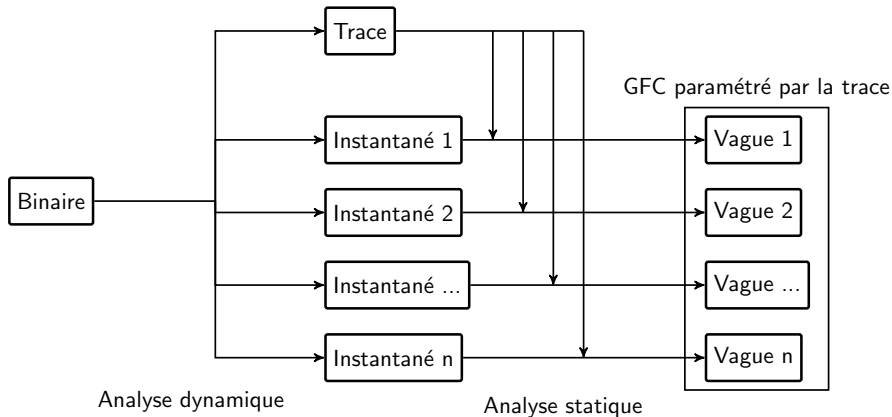 Trace
GFC paramétré par la trace
Instantané 1
Vague 1
Binaire
Instantané 2
Vague 2
Instantané ...
Vague ...
Instantané n
Vague n
Analyse dynamique
Analyse statique